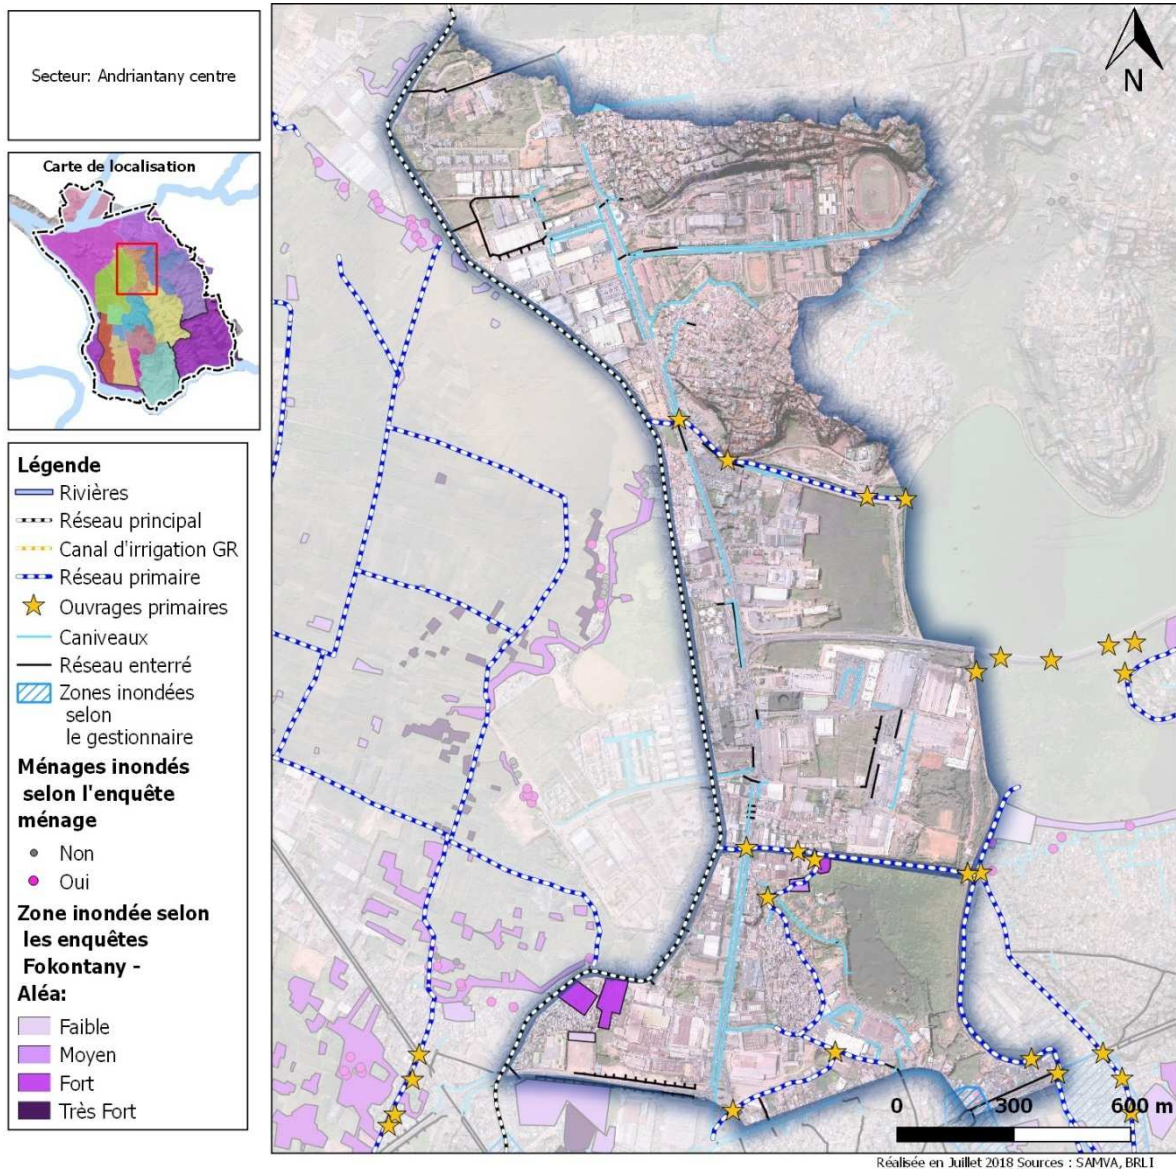 Secteur: Andriantany centre
Carte de localisation
Légende
Rivières
Réseau principal
Canal d'irrigation GR
Réseau primaire
Ouvrages primaires
Caniveaux
Réseau enterré
Zones inondées
selon
le gestionnaire
Ménages inondés
selon l'enquête
ménage
Non
Oui
Zone inondée selon
les enquêtes
Fokontany -
Aléa:
Faible
Moyen
Fort
Très Fort
N
0 300 600 m
Réalisée en Juillet 2018 Sources : SAMVA, BRLI